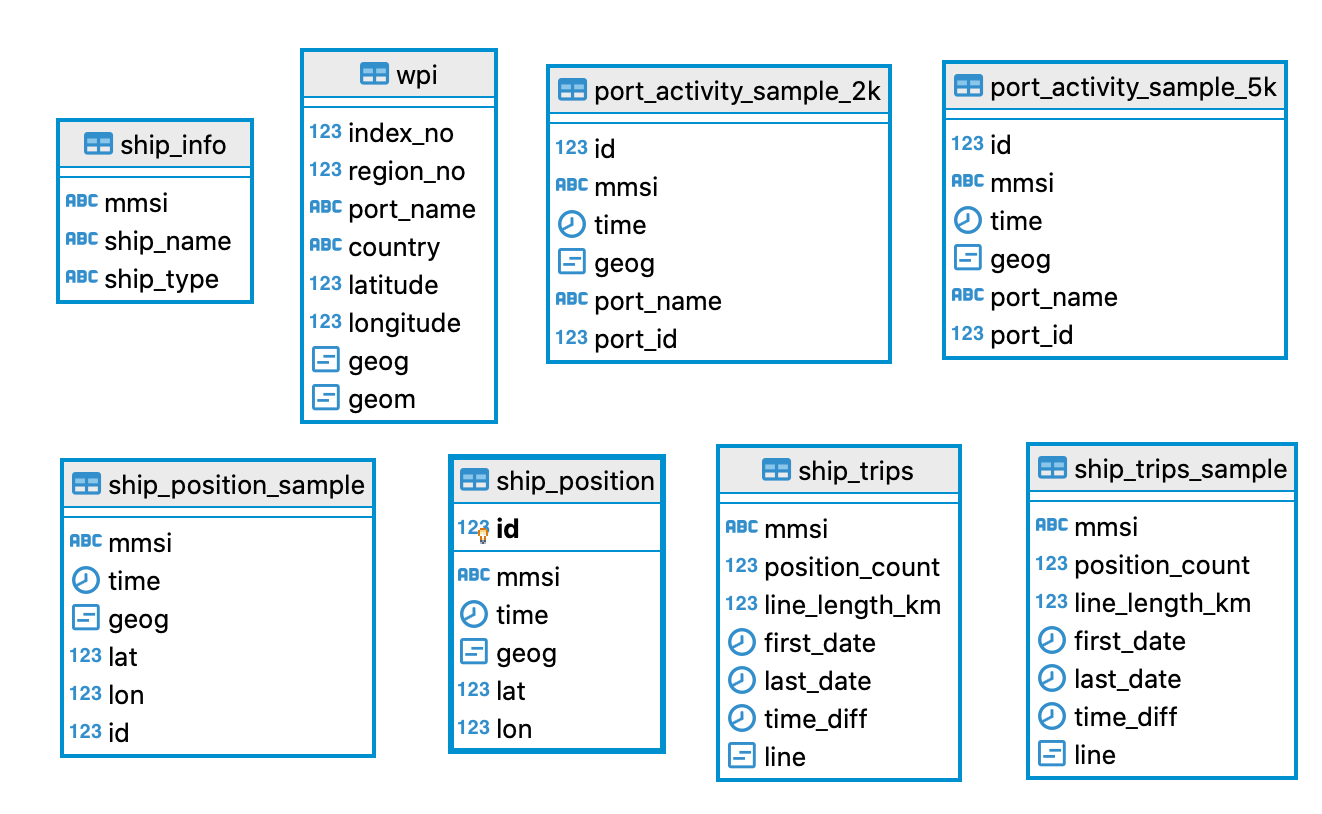 ship_info
ABC mmsi
ABC ship_name
ABC ship_type
wpi
123 index_no
123 region_no
ABC port_name
ABC country
123 latitude
123 longitude
geog
geom
port_activity_sample_2k
123 id
ABC mmsi
time
geog
ABC port_name
123 port_id
port_activity_sample_5k
123 id
ABC mmsi
time
geog
ABC port_name
123 port_id
ship_position_sample
ABC mmsi
time
geog
123 lat
123 lon
123 id
ship_position
123 id
ABC mmsi
time
geog
123 lat
123 lon
ship_trips
ABC mmsi
123 position_count
123 line_length_km
first_date
last_date
time_diff
line
ship_trips_sample
ABC mmsi
123 position_count
123 line_length_km
first_date
last_date
time_diff
line